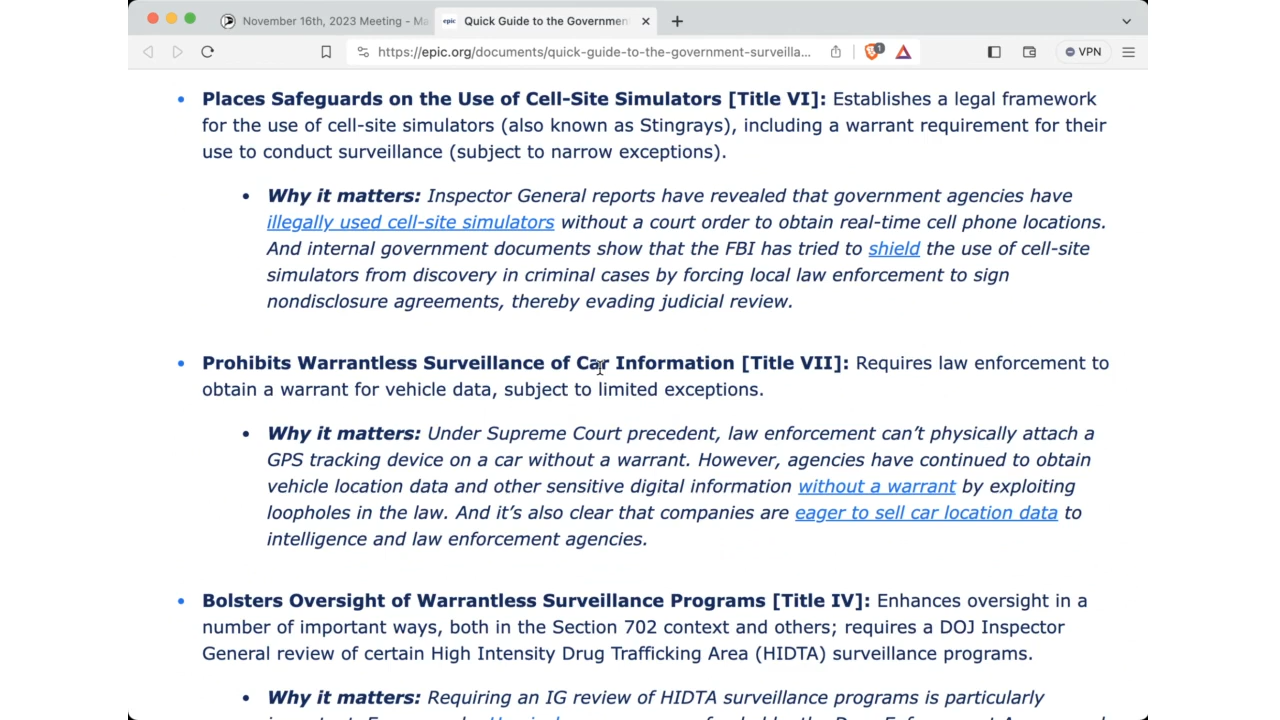 November 16th, 2023 Meeting - Ma
epic Quick Guide to the Governmen
https://epic.org/documents/quick-guide-to-the-government-surveilla...
1
VPN
• Places Safeguards on the Use of Cell-Site Simulators [Title VI]: Establishes a legal framework
for the use of cell-site simulators (also known as Stingrays), including a warrant requirement for their
use to conduct surveillance (subject to narrow exceptions).
• Why it matters: Inspector General reports have revealed that government agencies have
illegally used cell-site simulators without a court order to obtain real-time cell phone locations.
And internal government documents show that the FBI has tried to shield the use of cell-site
simulators from discovery in criminal cases by forcing local law enforcement to sign
nondisclosure agreements, thereby evading judicial review.
• Prohibits Warrantless Surveillance of Car Information [Title VII]: Requires law enforcement to
obtain a warrant for vehicle data, subject to limited exceptions.
• Why it matters: Under Supreme Court precedent, law enforcement can't physically attach a
GPS tracking device on a car without a warrant. However, agencies have continued to obtain
vehicle location data and other sensitive digital information without a warrant by exploiting
loopholes in the law. And it's also clear that companies are eager to sell car location data to
intelligence and law enforcement agencies.
• Bolsters Oversight of Warrantless Surveillance Programs [Title IV]: Enhances oversight in a
number of important ways, both in the Section 702 context and others; requires a DOJ Inspector
General review of certain High Intensity Drug Trafficking Area (HIDTA) surveillance programs.
• Why it matters: Requiring an IG review of HIDTA surveillance programs is particularly